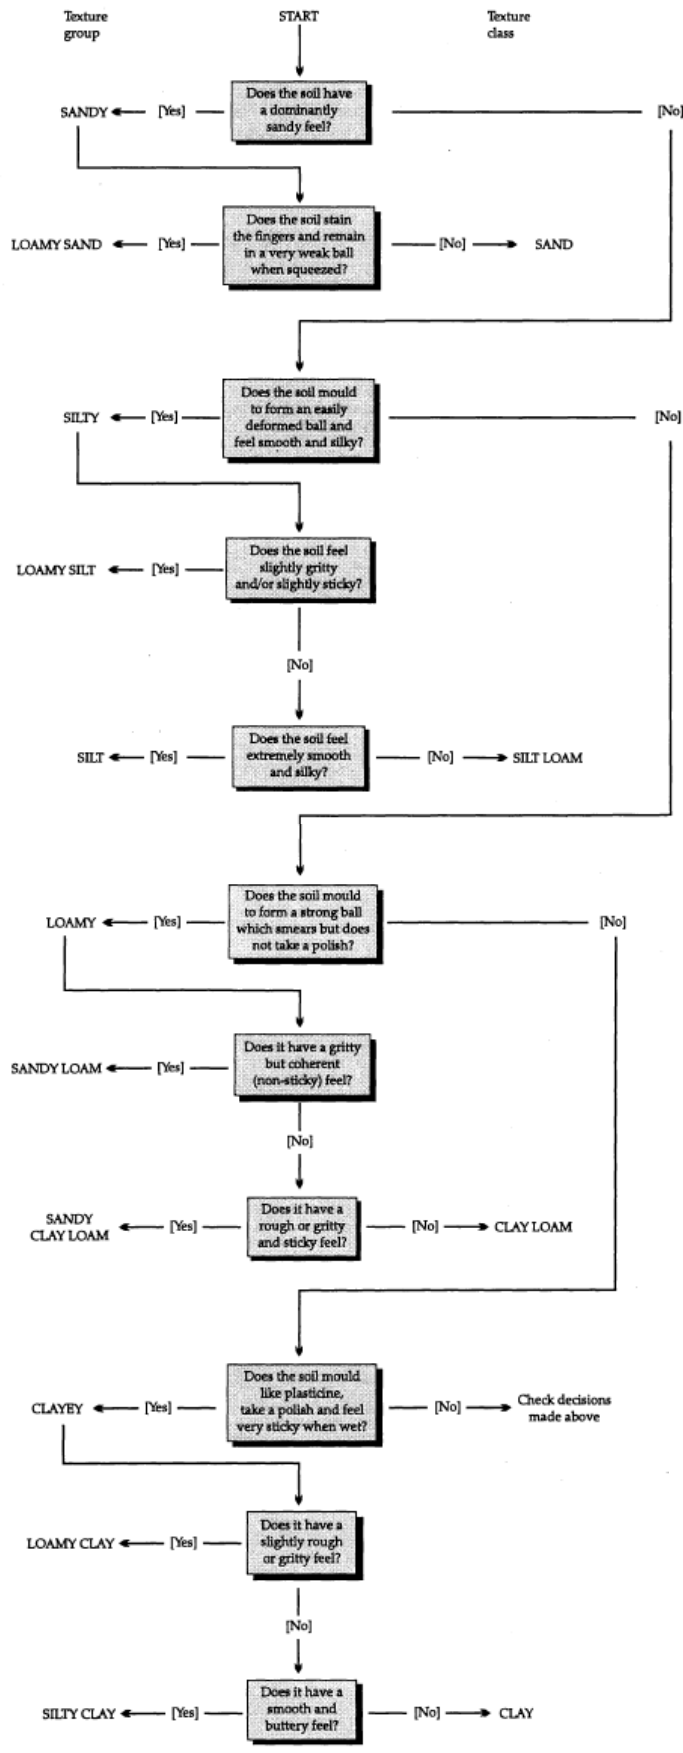 Texture
group
START
Texture
class
Does the soil have
a dominantly
sandy feel?
SANDY
[Yes]
[No]
Does the soil stain
the fingers and remain
in a very weak ball
when squeezed?
LOAMY SAND
[Yes]
[No]
SAND
Does the soil mould
to form an easily
deformed ball and
feel smooth and silky?
SILTY
[Yes]
[No]
Does the soil feel
slightly gritty
and/or slightly sticky?
LOAMY SILT
[Yes]
[No]
Does the soil feel
extremely smooth
and silky?
SILT
[Yes]
[No]
SILT LOAM
Does the soil mould
to form a strong ball
which smears but does
not take a polish?
LOAMY
[Yes]
[No]
Does it have a gritty
but coherent
(non-sticky) feel?
SANDY LOAM
[Yes]
[No]
Does it have a
rough or gritty
and sticky feel?
SANDY
CLAY LOAM
[Yes]
[No]
CLAY LOAM
Does the soil mould
like plasticine,
take a polish and feel
very sticky when wet?
CLAYEY
[Yes]
[No]
Check decisions
made above
Does it have a
slightly rough
or gritty feel?
LOAMY CLAY
[Yes]
[No]
Does it have a
smooth and
buttery feel?
SILTY CLAY
[Yes]
[No]
CLAY